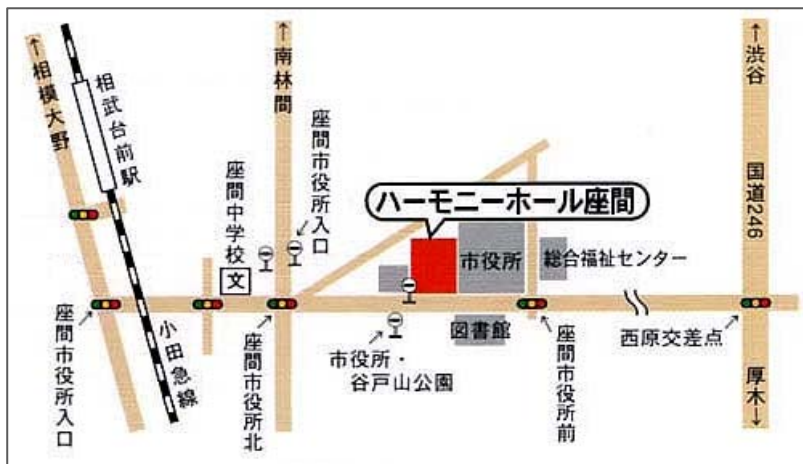 ↑相模大野
相武台前駅
小田急線
座間市役所入口
座間中学校
文
↑南林間
座間市役所入口
座間市役所北
ハーモニーホール座間
市役所
総合福祉センター
市役所・
谷戸山公園
図書館
座間市役所前
西原交差点
↑渋谷
国道246
厚木↓